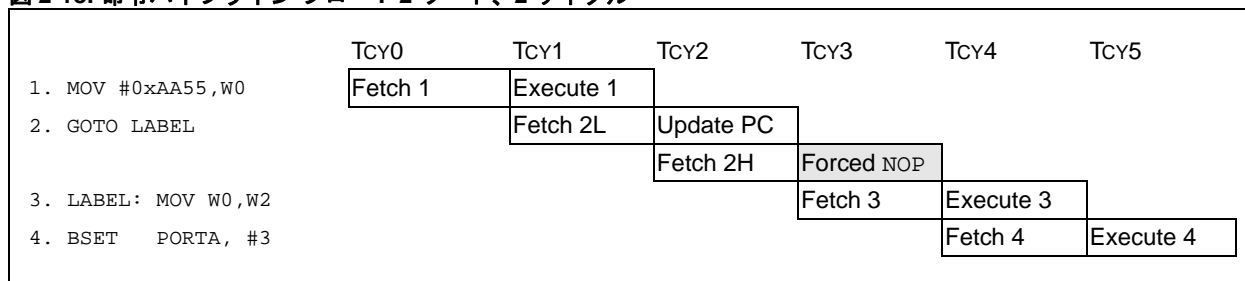 TCY0 TCY1 TCY2 TCY3 TCY4 TCY5
1. MOV #0xAA55,W0 Fetch 1 Execute 1
2. GOTO LABEL Fetch 2L Update PC
Fetch 2H Forced NOP
3. LABEL: MOV W0,W2 Fetch 3 Execute 3
4. BSET PORTA, #3 Fetch 4 Execute 4